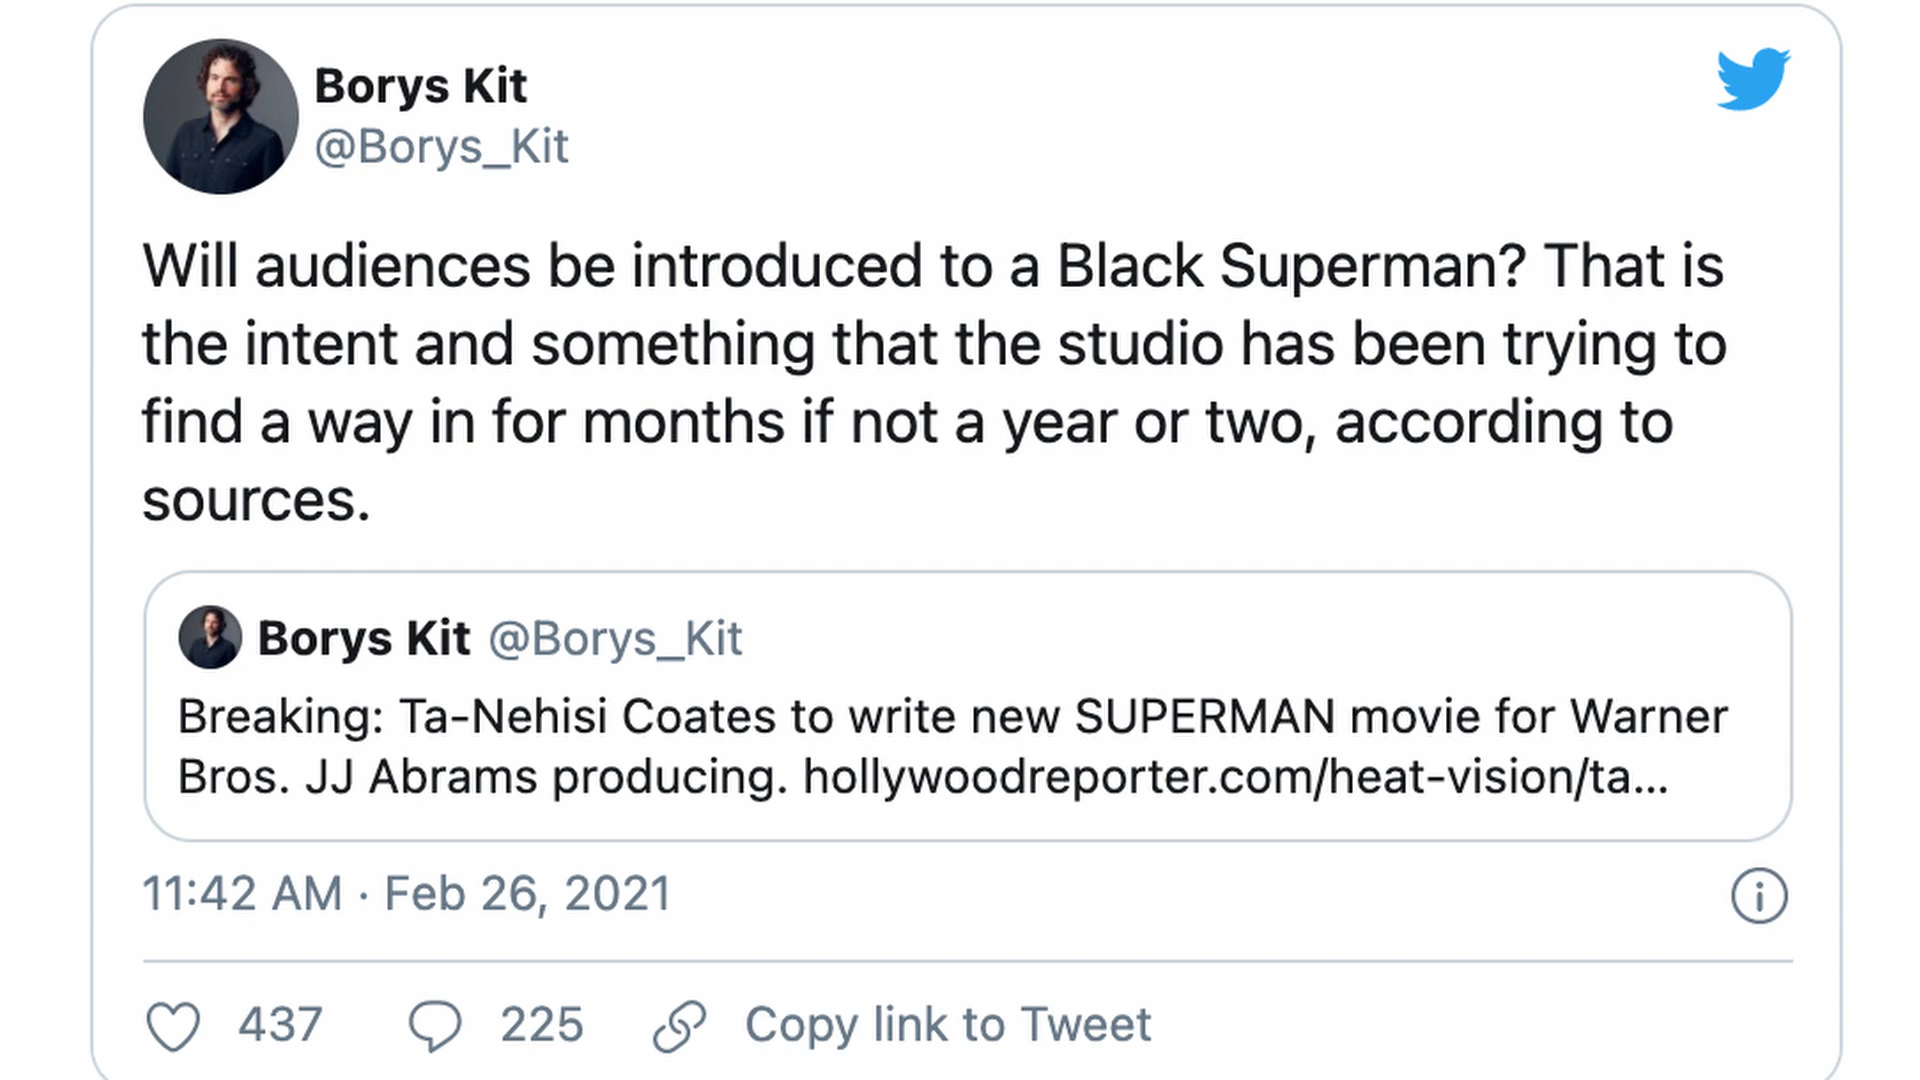 Borys Kit
@Borys_Kit
Will audiences be introduced to a Black Superman? That is
the intent and something that the studio has been trying to
find a way in for months if not a year or two, according to
sources.
Borys Kit @Borys_Kit
Breaking: Ta-Nehisi Coates to write new SUPERMAN movie for Warner
Bros. JJ Abrams producing. hollywoodreporter.com/heat-vision/ta...
11:42 AM · Feb 26, 2021
437 225 Copy link to Tweet